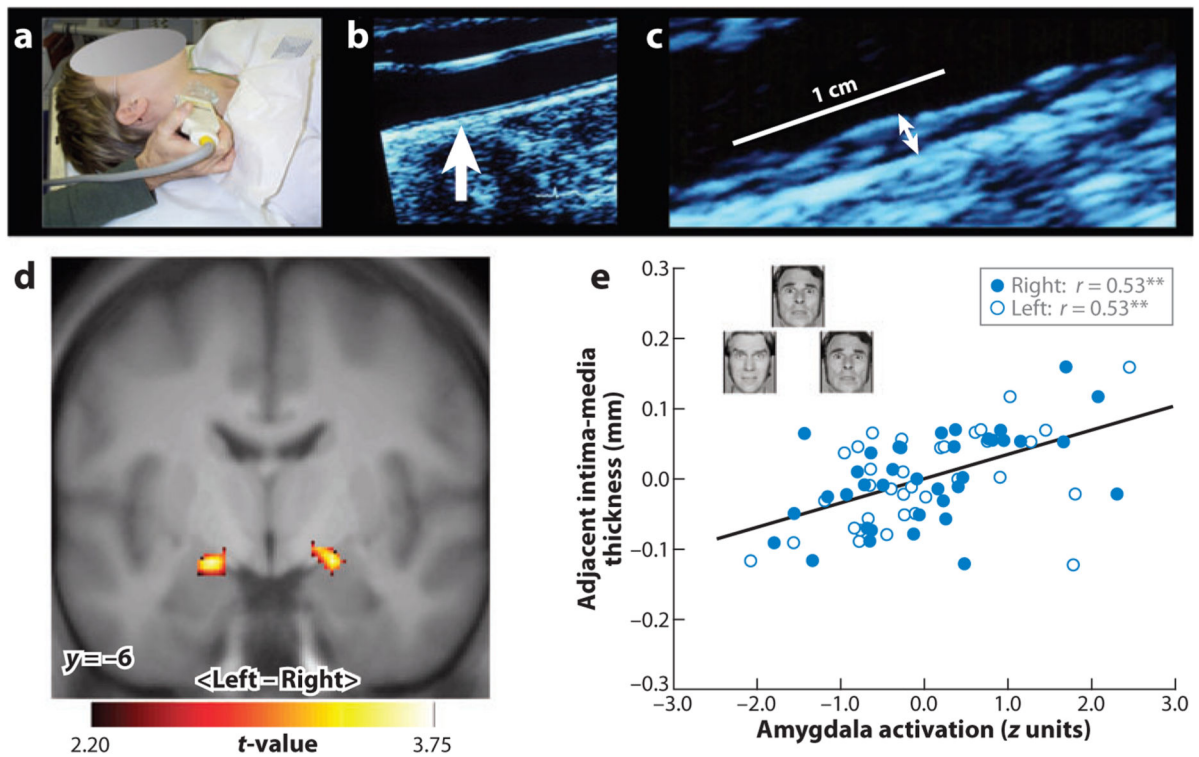 a
b
c
1 cm
d
y = –6
<Left – Right>
2.20
t-value
3.75
e
Adjacent intima-media
thickness (mm)
0.3
0.2
0.1
0.0
–0.1
–0.2
–0.3
Right: r = 0.53**
Left: r = 0.53**
–3.0
–2.0
–1.0
0.0
1.0
2.0
3.0
Amygdala activation (z units)